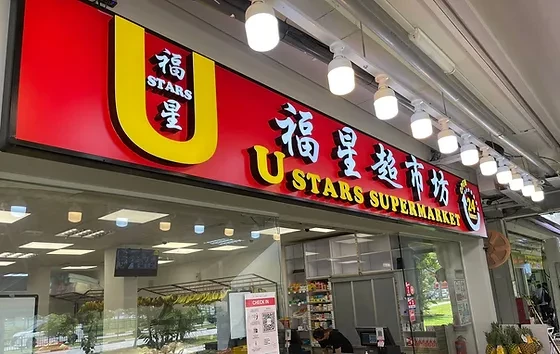 福
STARS
星
U
福星超市坊
U STARS SUPERMARKET
24
CHECK IN